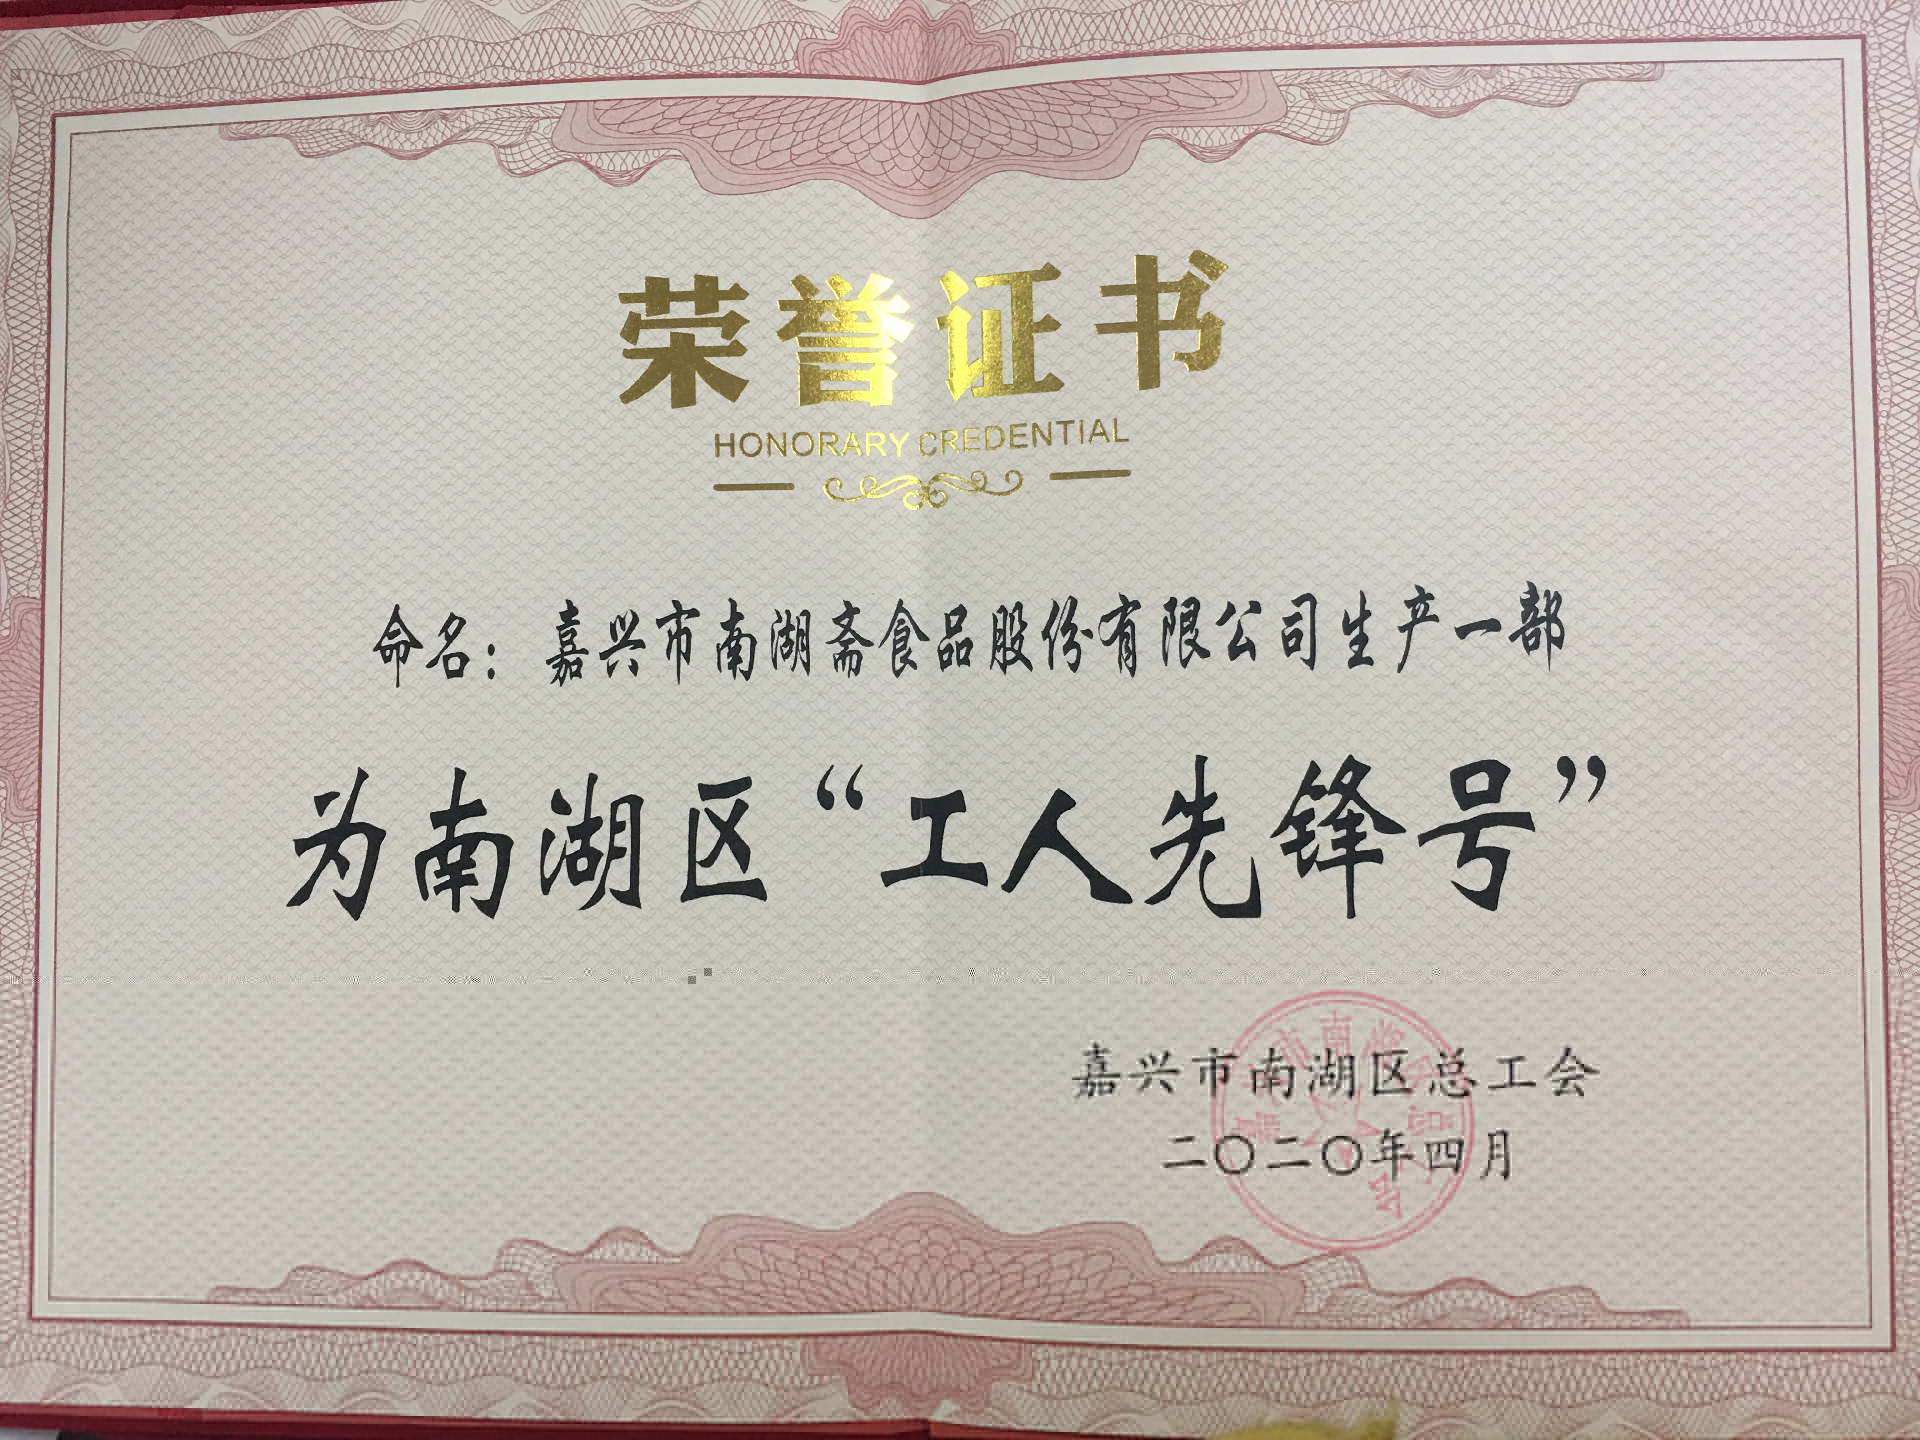 荣誉证书
HONORARY CREDENTIAL
命名：嘉兴市南湖斋食品股份有限公司生产一部
为南湖区“工人先锋号”
嘉兴市南湖区总工会
二〇二〇年四月